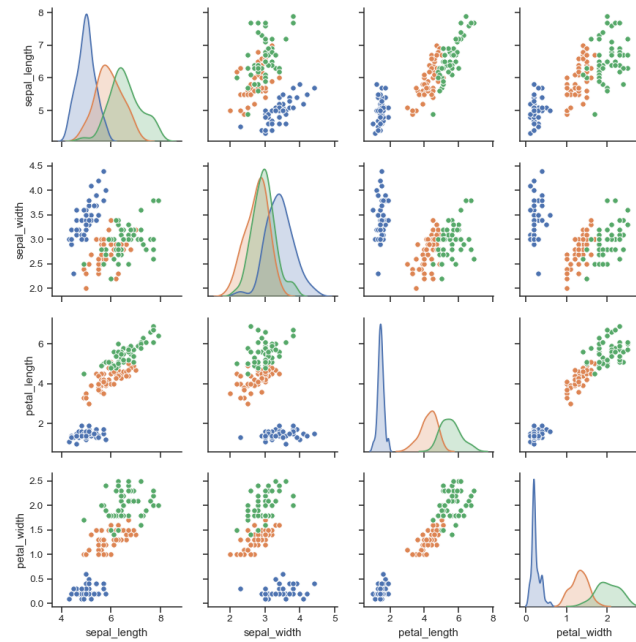 8
7
6
5
sepal_length
4.5
4.0
3.5
3.0
2.5
2.0
sepal_width
6
4
2
petal_length
2.5
2.0
1.5
1.0
0.5
0.0
petal_width
4 6 8
sepal_length
2 3 4 5
sepal_width
2 4 6 8
petal_length
0 1 2
petal_width